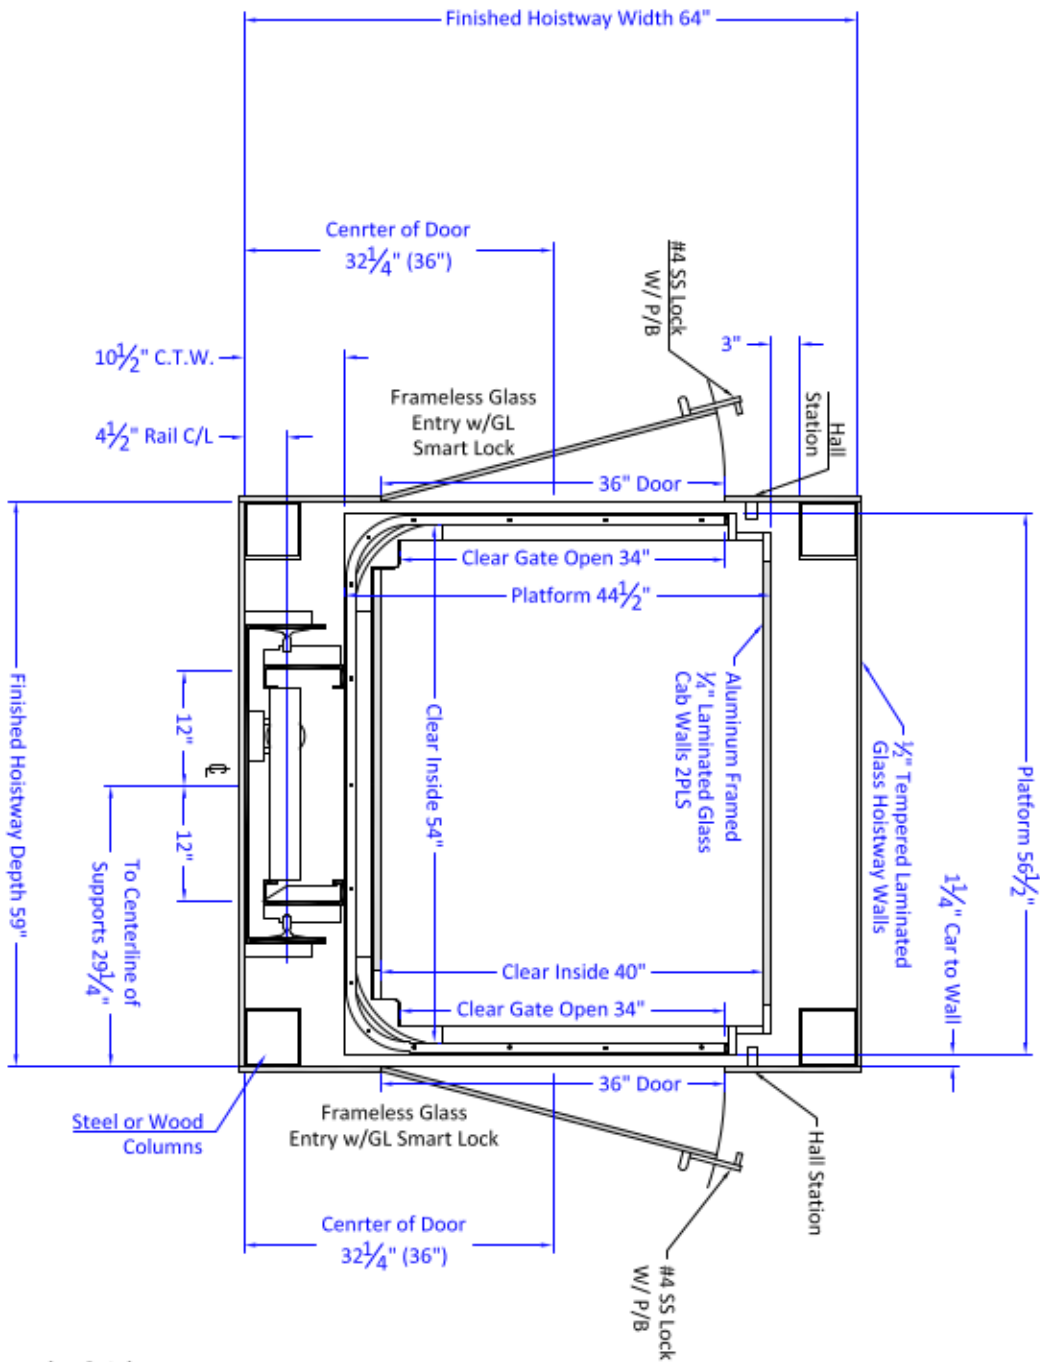 Finished Hoistway Width 64"
Cenrter of Door
32½" (36")
#4 SS Lock
W/ P/B
3"
10½" C.T.W.
Frameless Glass
Entry w/GL
Smart Lock
Hall
Station
4½" Rail C/L
36" Door
Clear Gate Open 34"
Platform 44½"
Aluminum Framed
¼" Laminated Glass
Cab Walls 2PLS
½" Tempered Laminated
Glass Hoistway Walls
Platform 56½"
Finished Hoistway Depth 59"
12"
CL
12"
Clear Inside 54"
To Centerline of
Supports 29¼"
1¼" Car to Wall
Clear Inside 40"
Clear Gate Open 34"
36" Door
Steel or Wood
Columns
Frameless Glass
Entry w/GL Smart Lock
Hall Station
Cenrter of Door
32¼" (36")
#4 SS Lock
W/ P/B